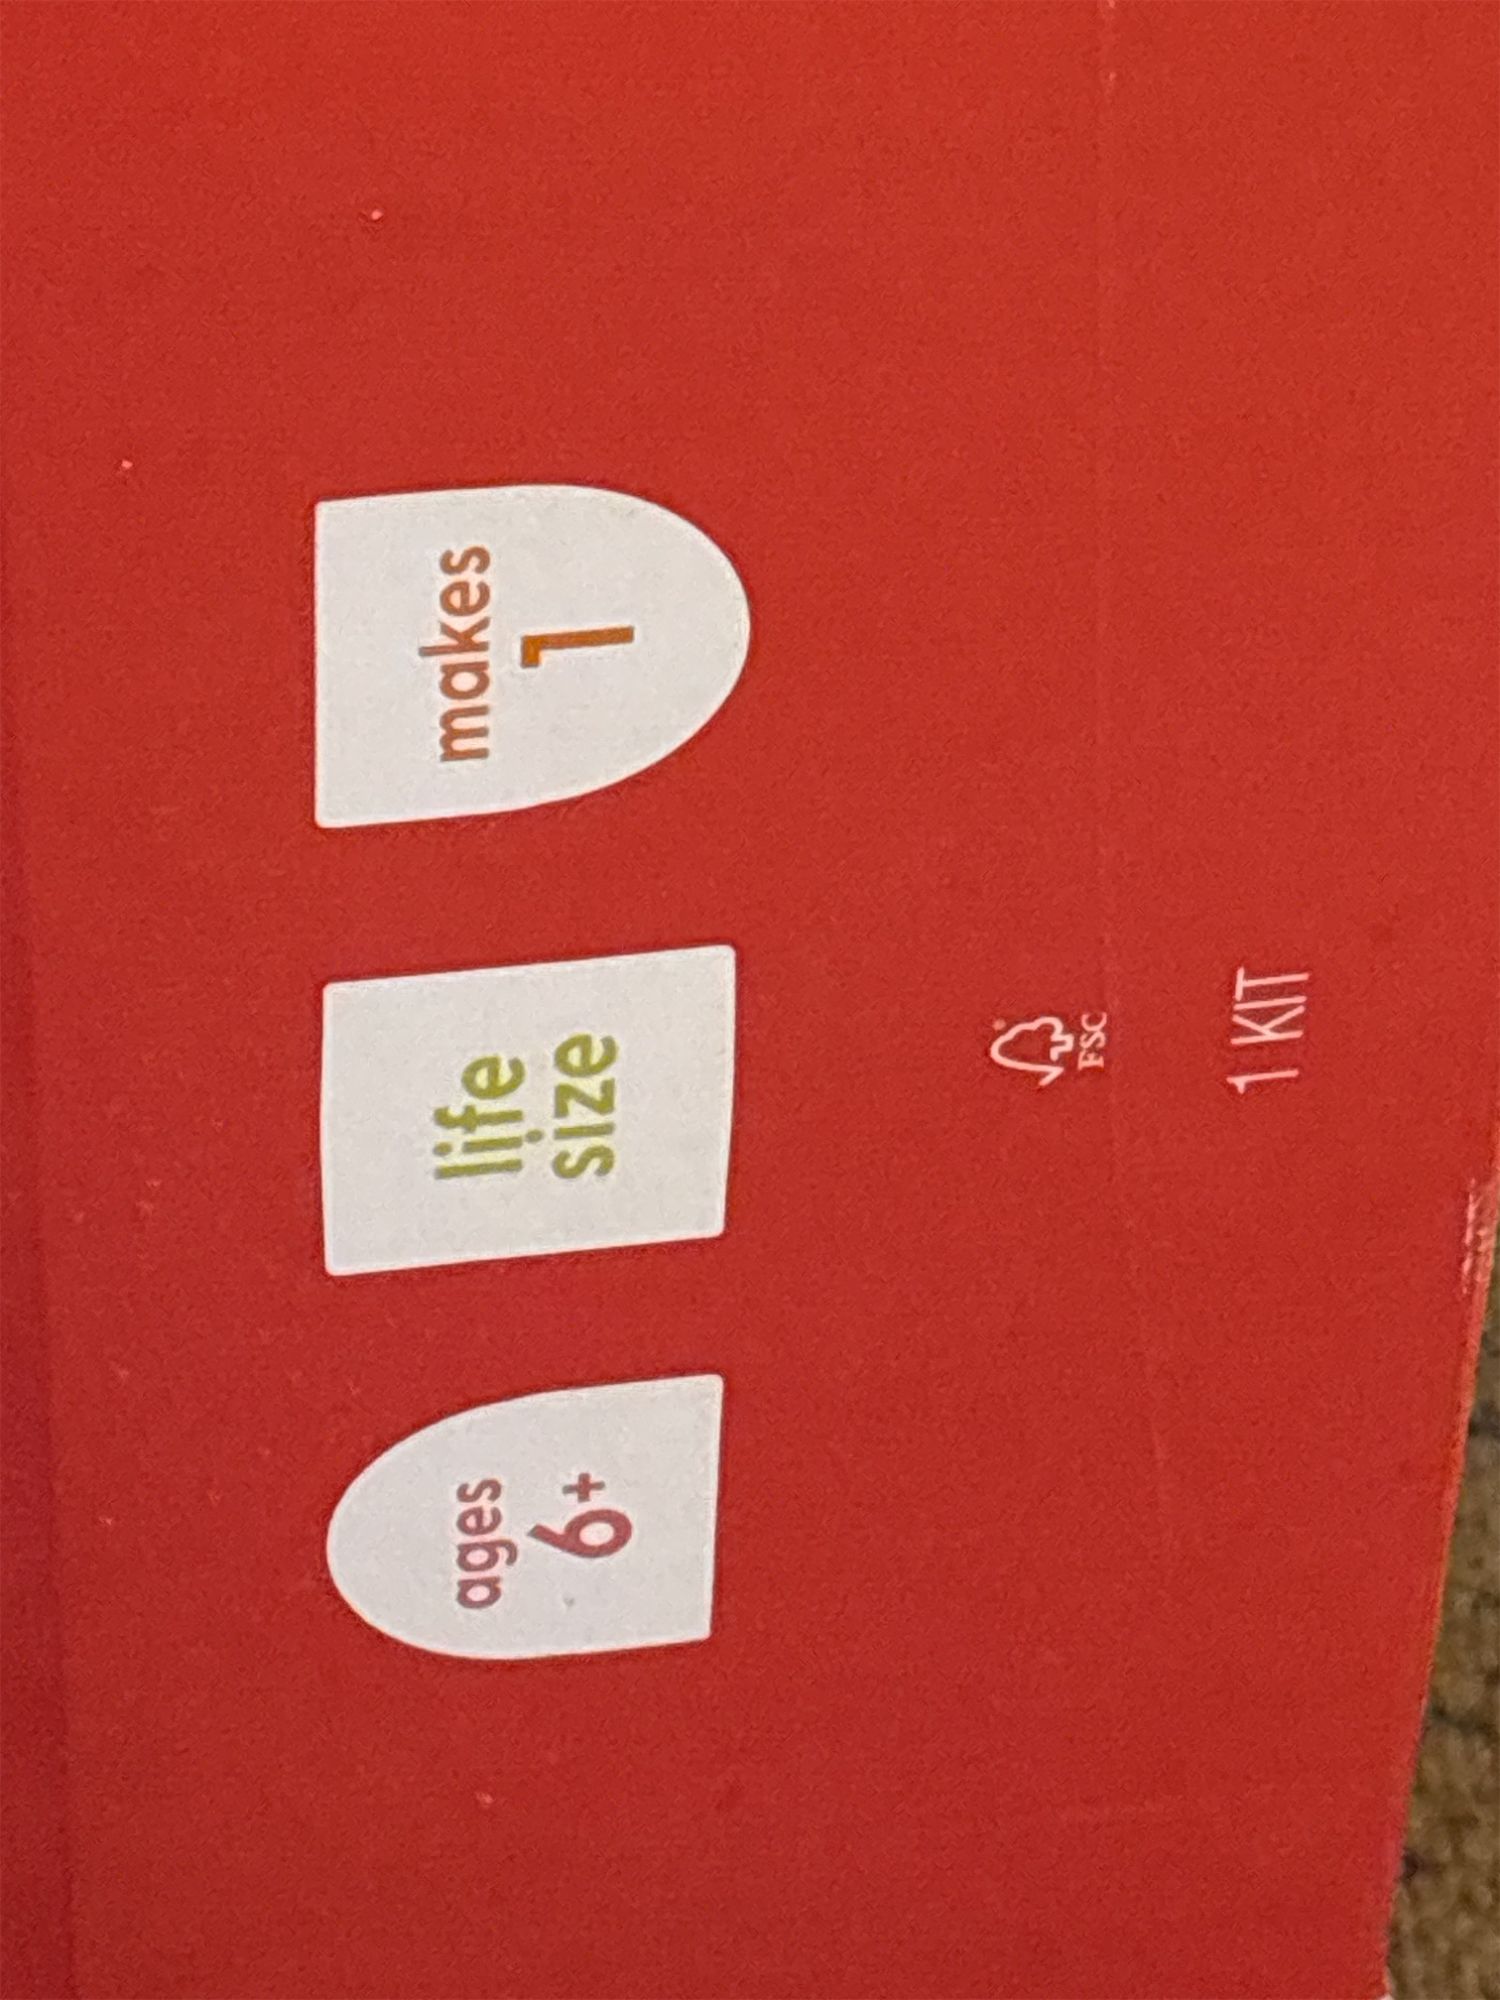 ages
6+
life
size
makes
1
FSC
1 KIT